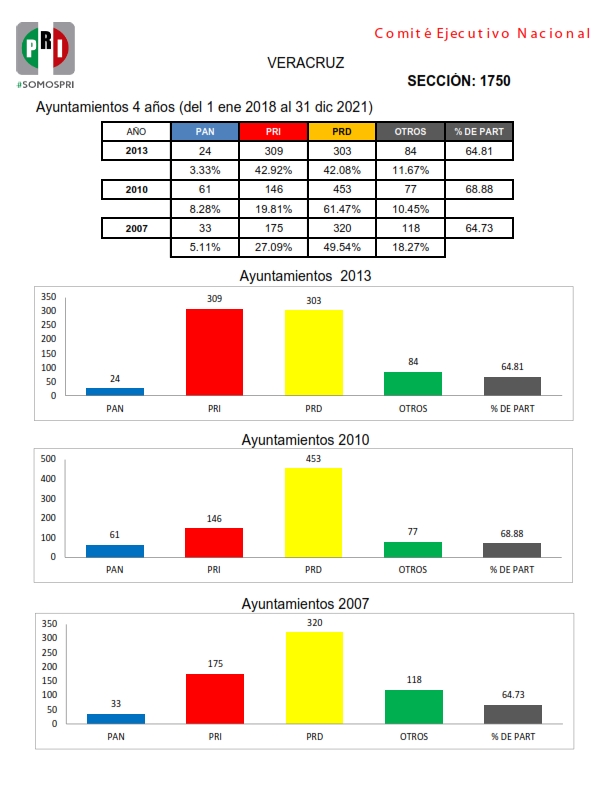 Comité Ejecutivo Nacional
PRI
#SOMOSPRI
VERACRUZ
SECCIÓN: 1750
Ayuntamientos 4 años (del 1 ene 2018 al 31 dic 2021)
AÑO PAN PRI PRD OTROS % DE PART
2013 24 309 303 84 64.81
3.33% 42.92% 42.08% 11.67%
2010 61 146 453 77 68.88
8.28% 19.81% 61.47% 10.45%
2007 33 175 320 118 64.73
5.11% 27.09% 49.54% 18.27%
Ayuntamientos 2013
350
300
250
200
150
100
50
0
24 309 303 84 64.81
PAN PRI PRD OTROS % DE PART
Ayuntamientos 2010
500
400
300
200
100
0
61 146 453 77 68.88
PAN PRI PRD OTROS % DE PART
Ayuntamientos 2007
350
300
250
200
150
100
50
0
33 175 320 118 64.73
PAN PRI PRD OTROS % DE PART